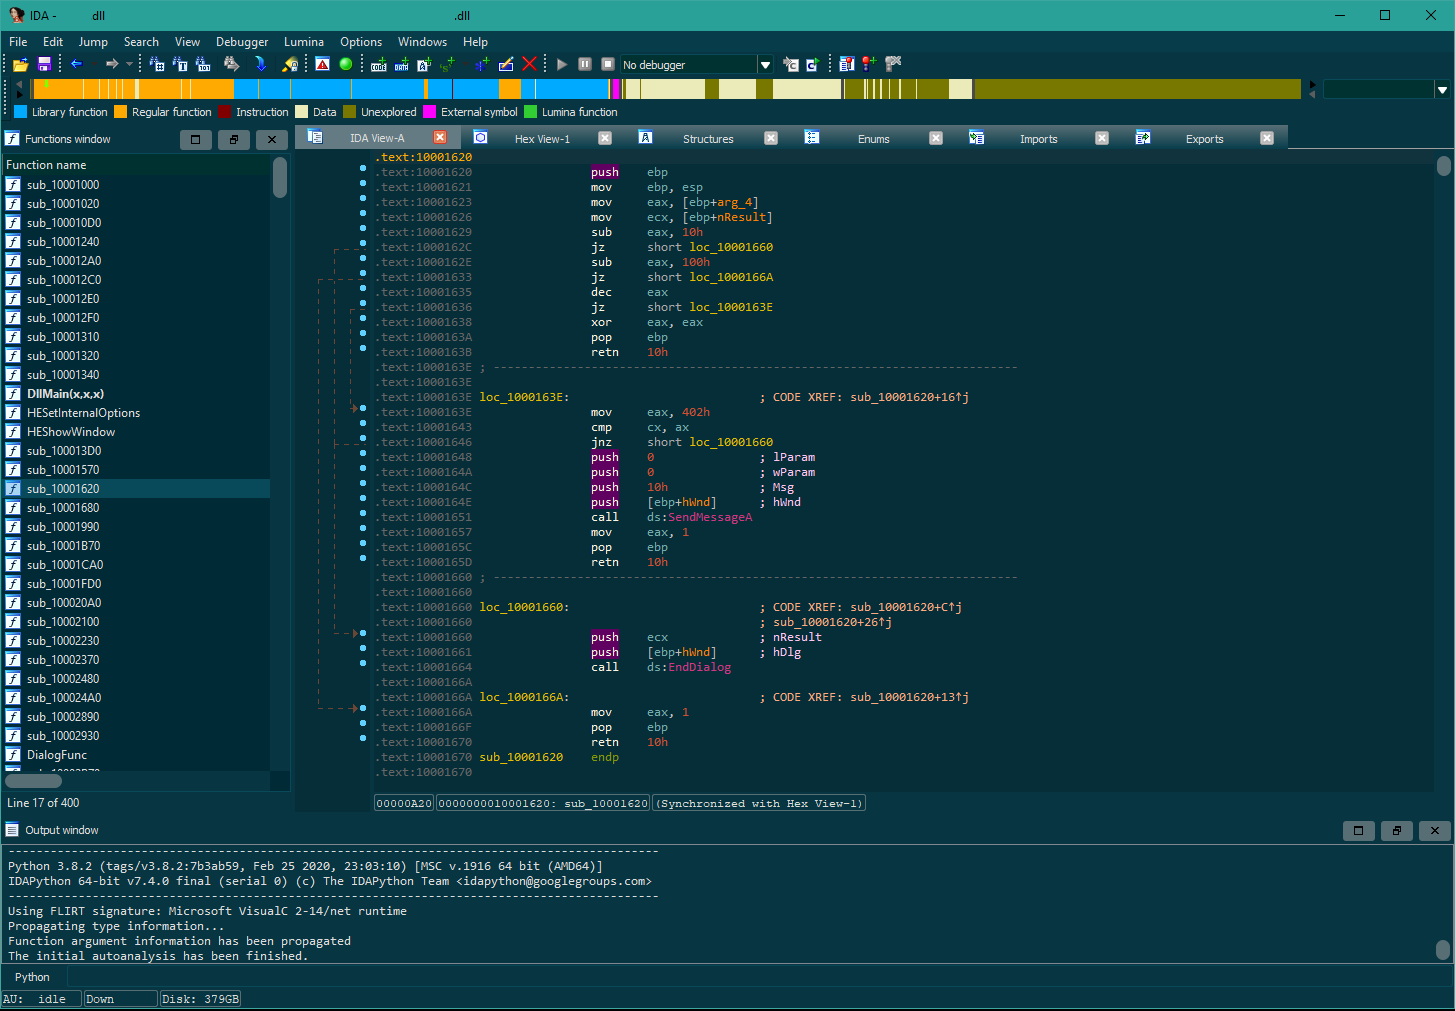 IDA - dll .dll
File Edit Jump Search View Debugger Lumina Options Windows Help
No debugger
Library function Regular function Instruction Data Unexplored External symbol Lumina function
Functions window
Function name
sub_10001000
sub_10001020
sub_100010D0
sub_10001240
sub_100012A0
sub_100012C0
sub_100012E0
sub_100012F0
sub_10001310
sub_10001320
sub_10001340
DllMain(x,x,x)
HESetInternalOptions
HEShowWindow
sub_100013D0
sub_10001570
sub_10001620
sub_10001680
sub_10001990
sub_10001B70
sub_10001CA0
sub_10001FD0
sub_100020A0
sub_10002100
sub_10002230
sub_10002370
sub_10002480
sub_100024A0
sub_10002890
sub_10002930
DialogFunc
Line 17 of 400
IDA View-A Hex View-1 Structures Enums Imports Exports
.text:10001620
.text:10001620 push ebp
.text:10001621 mov ebp, esp
.text:10001623 mov eax, [ebp+arg_4]
.text:10001626 mov ecx, [ebp+nResult]
.text:10001629 sub eax, 10h
.text:1000162C jz short loc_10001660
.text:1000162E sub eax, 100h
.text:10001633 jz short loc_1000166A
.text:10001635 dec eax
.text:10001636 jz short loc_1000163E
.text:10001638 xor eax, eax
.text:1000163A pop ebp
.text:1000163B retn 10h
.text:1000163E ; ---------------------------------------------------------------------------
.text:1000163E
.text:1000163E loc_1000163E: ; CODE XREF: sub_10001620+16↑j
.text:1000163E mov eax, 402h
.text:10001643 cmp cx, ax
.text:10001646 jnz short loc_10001660
.text:10001648 push 0 ; lParam
.text:1000164A push 0 ; wParam
.text:1000164C push 10h ; Msg
.text:1000164E push [ebp+hWnd] ; hWnd
.text:10001651 call ds:SendMessageA
.text:10001657 mov eax, 1
.text:1000165C pop ebp
.text:1000165D retn 10h
.text:10001660 ; ---------------------------------------------------------------------------
.text:10001660
.text:10001660 loc_10001660: ; CODE XREF: sub_10001620+C↑j
.text:10001660 ; sub_10001620+26↑j
.text:10001660 push ecx ; nResult
.text:10001661 push [ebp+hWnd] ; hDlg
.text:10001664 call ds:EndDialog
.text:1000166A
.text:1000166A loc_1000166A: ; CODE XREF: sub_10001620+13↑j
.text:1000166A mov eax, 1
.text:1000166F pop ebp
.text:10001670 retn 10h
.text:10001670 sub_10001620 endp
.text:10001670
00000A20 0000000010001620: sub_10001620 (Synchronized with Hex View-1)
Output window
---------------------------------------------------------------------------------------------
Python 3.8.2 (tags/v3.8.2:7b3ab59, Feb 25 2020, 23:03:10) [MSC v.1916 64 bit (AMD64)]
IDAPython 64-bit v7.4.0 final (serial 0) (c) The IDAPython Team <idapython@googlegroups.com>
---------------------------------------------------------------------------------------------
Using FLIRT signature: Microsoft VisualC 2-14/net runtime
Propagating type information...
Function argument information has been propagated
The initial autoanalysis has been finished.
Python
AU: idle Down Disk: 379GB